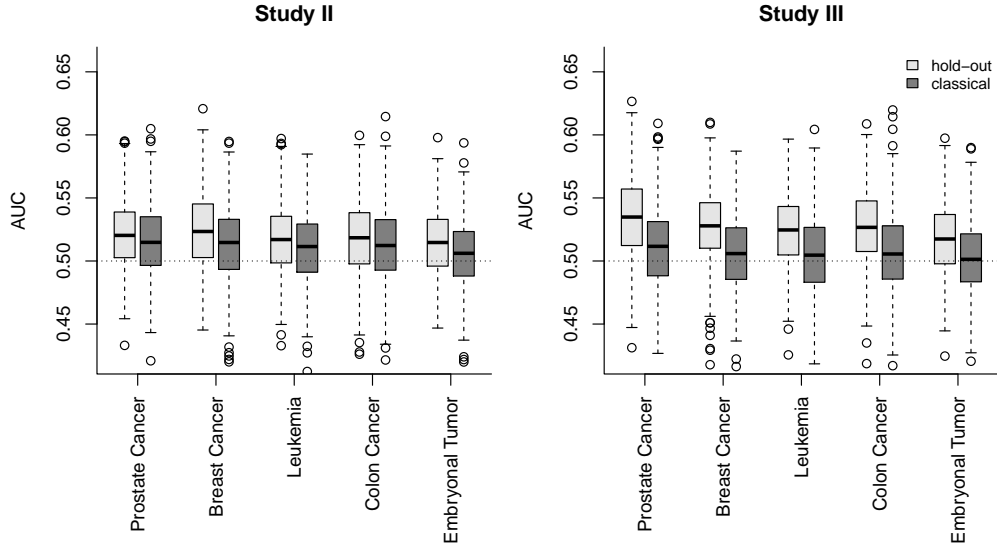 Study II
AUC
0.65
0.60
0.55
0.50
0.45
Prostate Cancer
Breast Cancer
Leukemia
Colon Cancer
Embryonal Tumor
Study III
AUC
0.65
0.60
0.55
0.50
0.45
hold−out
classical
Prostate Cancer
Breast Cancer
Leukemia
Colon Cancer
Embryonal Tumor